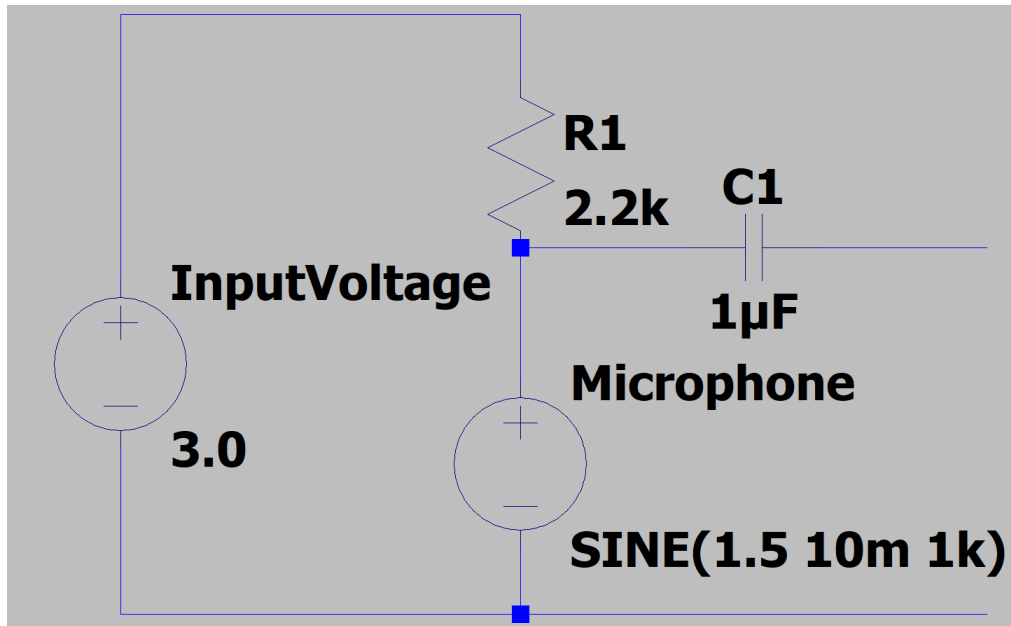 R1
2.2k
C1
1µF
InputVoltage
3.0
Microphone
SINE(1.5 10m 1k)